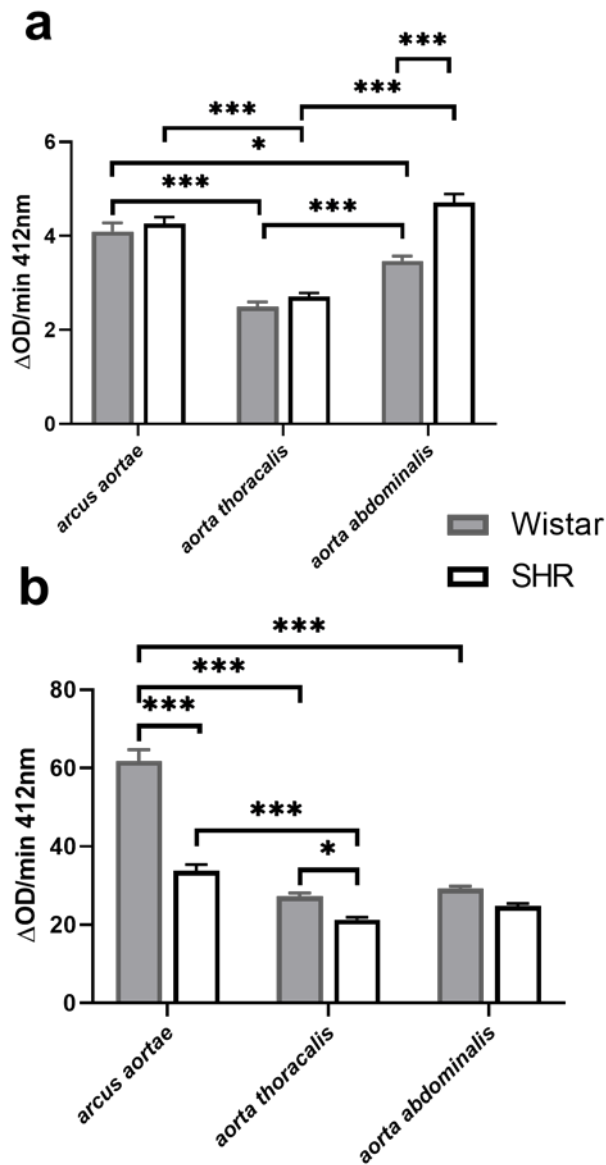 a
***
***
***
*
***
***
6
4
2
0
ΔOD/min 412nm
arcus aortae
aorta thoracalis
aorta abdominalis
Wistar
SHR
b
***
***
***
***
*
80
60
40
20
0
ΔOD/min 412nm
arcus aortae
aorta thoracalis
aorta abdominalis